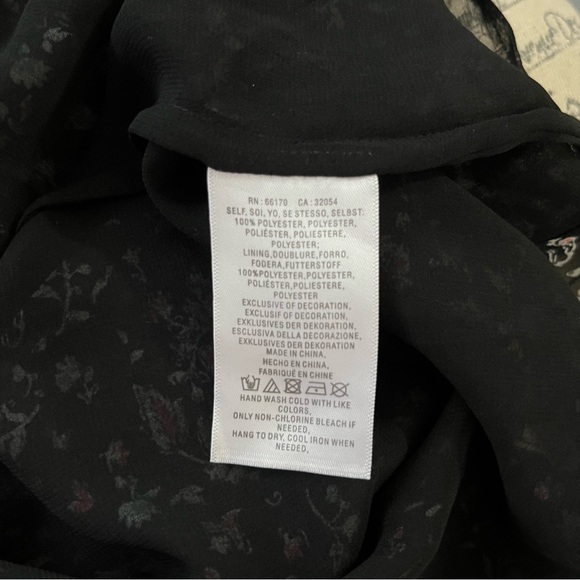 RN : 66170 CA : 32054
SELF, SOI, YO, SE STESSO, SELBST:
100% POLYESTER, POLYESTER,
POLIÉSTER, POLIESTERE,
POLYESTER;
LINING,DOUBLURE,FORRO,
FODERA,FUTTERSTOFF
100%POLYESTER,POLYESTER,
POLIÉSTER,POLIESTERE,
POLYESTER
EXCLUSIVE OF DECORATION,
EXCLUSIF OF DECORATION,
EXKLUSIVES DER DEKORATION,
ESCLUSIVA DELLA DECORAZIONE,
EXKLUSIVES DER DEKORATION
MADE IN CHINA,
HECHO EN CHINA,
FABRIQUÉ EN CHINE
HAND WASH COLD WITH LIKE
COLORS,
ONLY NON-CHLORINE BLEACH IF
NEEDED,
HANG TO DRY, COOL IRON WHEN
NEEDED,